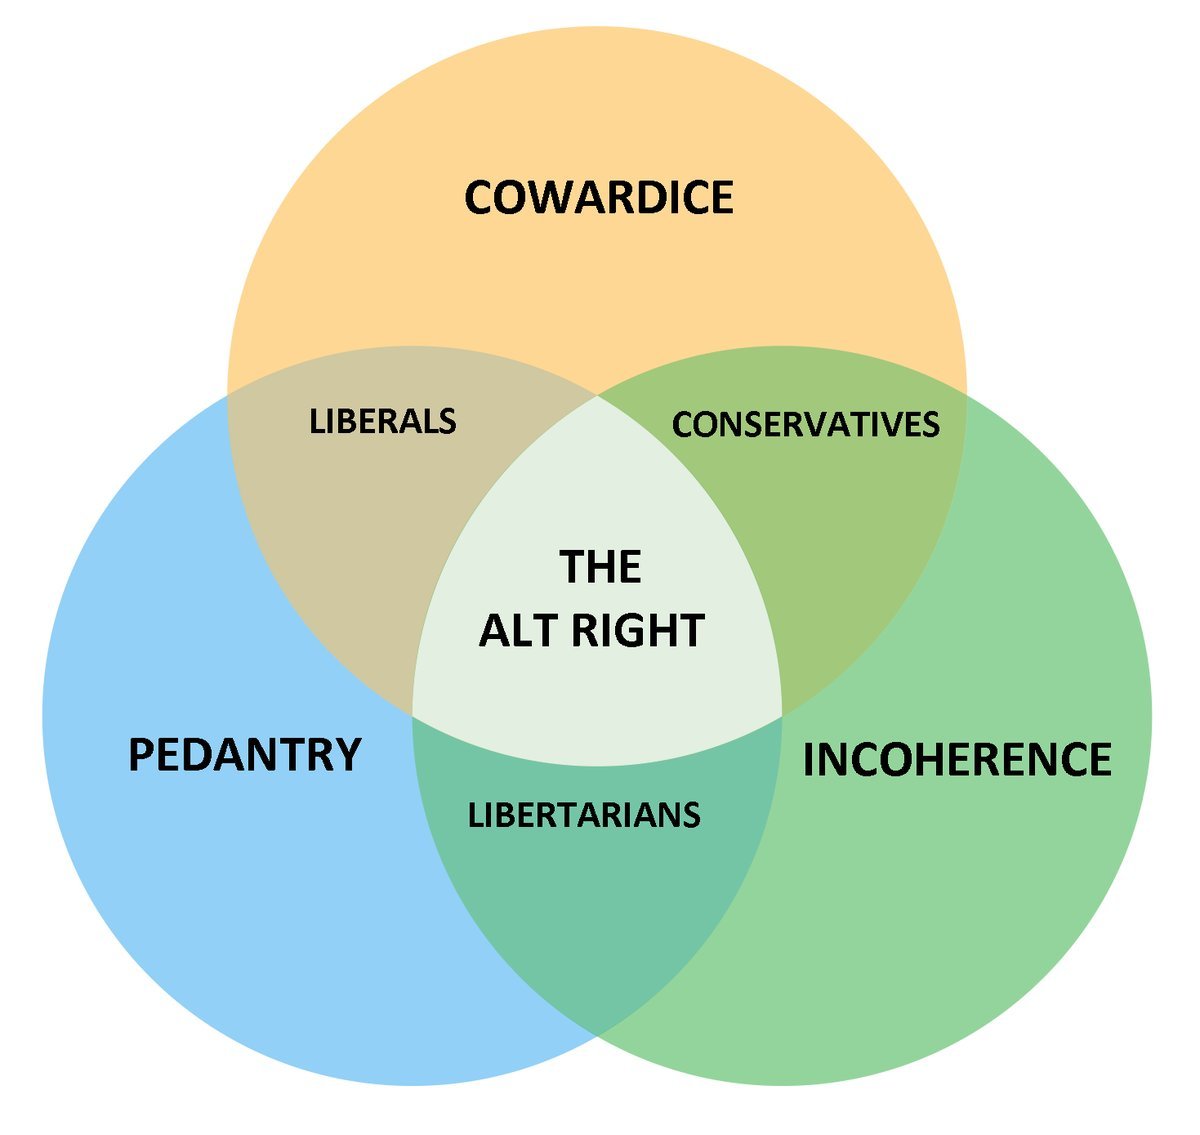 COWARDICE
LIBERALS
CONSERVATIVES
THE
ALT RIGHT
PEDANTRY
INCOHERENCE
LIBERTARIANS